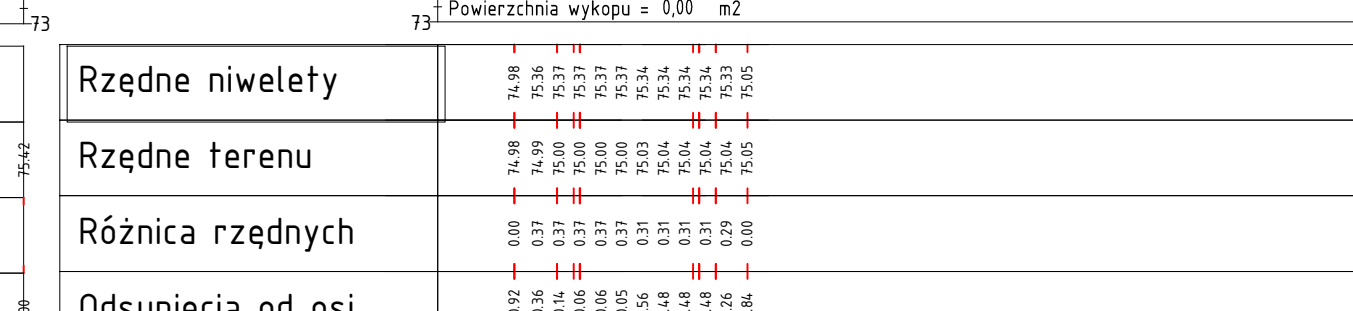 73
73
Powierzchnia wykopu = 0,00 m2
75.42
Rzędne niwelety
74.98 75.36 75.37 75.37 75.37 75.37 75.34 75.34 75.34 75.34 75.33 75.05
Rzędne terenu
74.98 74.99 75.00 75.00 75.00 75.00 75.03 75.04 75.04 75.04 75.04 75.05
Różnica rzędnych
0.00 0.37 0.37 0.37 0.37 0.37 0.31 0.31 0.31 0.31 0.29 0.00
Odsunięcia od osi